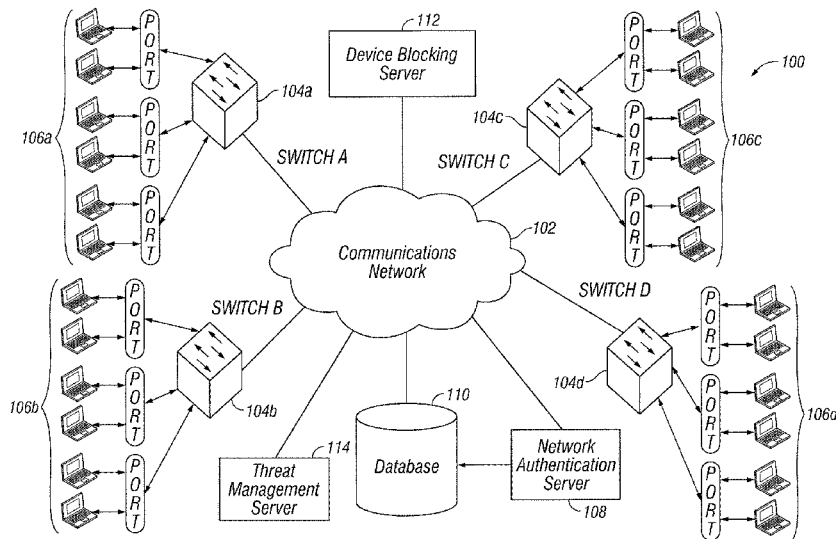 112
Device Blocking
Server
100
PORT
PORT
PORT
106a
104a
SWITCH A
PORT
PORT
PORT
106c
104c
SWITCH C
102
Communications
Network
SWITCH B
SWITCH D
PORT
PORT
PORT
106b
104b
PORT
PORT
PORT
106d
104d
114
Threat
Management
Server
110
Database
Network
Authentication
Server
108